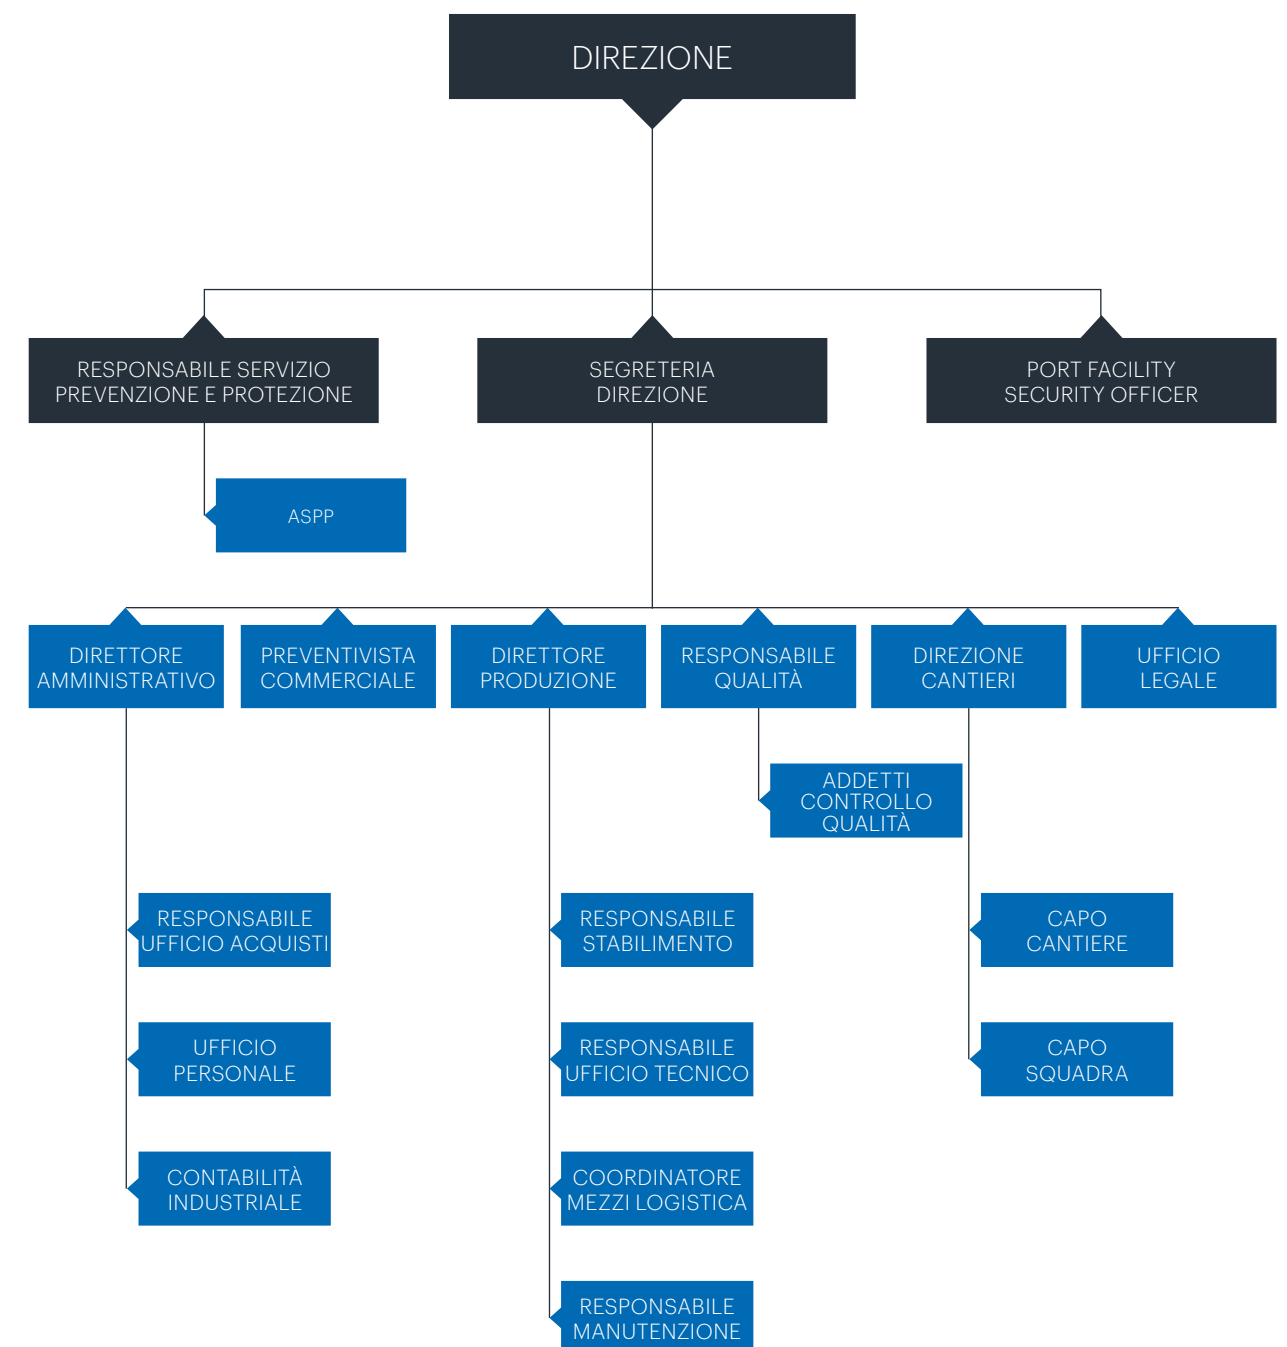 DIREZIONE
RESPONSABILE SERVIZIO
PREVENZIONE E PROTEZIONE
SEGRETERIA
DIREZIONE
PORT FACILITY
SECURITY OFFICER
ASPP
DIRETTORE
AMMINISTRATIVO
PREVENTIVISTA
COMMERCIALE
DIRETTORE
PRODUZIONE
RESPONSABILE
QUALITÀ
DIREZIONE
CANTIERI
UFFICIO
LEGALE
ADDETTI
CONTROLLO
QUALITÀ
RESPONSABILE
UFFICIO ACQUISTI
RESPONSABILE
STABILIMENTO
CAPO
CANTIERE
UFFICIO
PERSONALE
RESPONSABILE
UFFICIO TECNICO
CAPO
SQUADRA
CONTABILITÀ
INDUSTRIALE
COORDINATORE
MEZZI LOGISTICA
RESPONSABILE
MANUTENZIONE